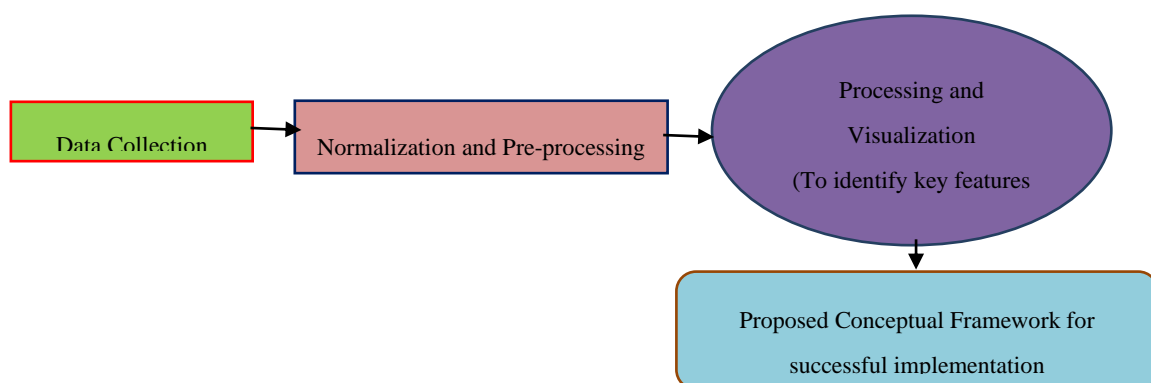 Data Collection
Normalization and Pre-processing
Processing and
Visualization
(To identify key features
Proposed Conceptual Framework for
successful implementation